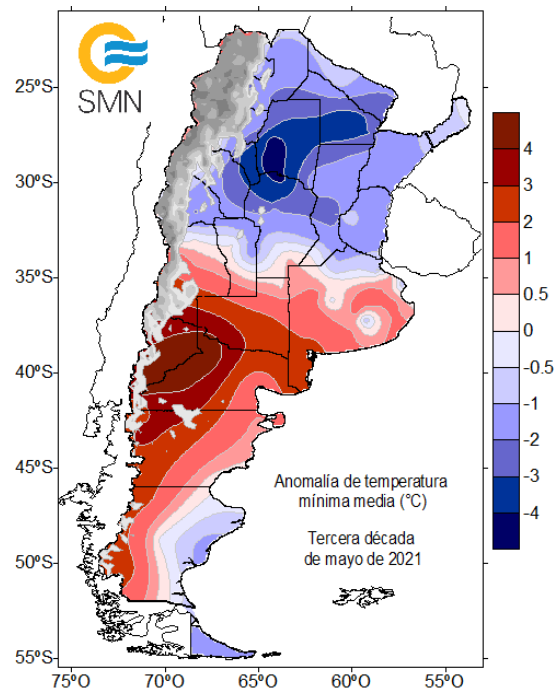 SMN
25°S
30°S
35°S
40°S
45°S
50°S
55°S
75°O
70°O
65°O
60°O
55°O
4
3
2
1
0.5
0
-0.5
-1
-2
-3
-4
Anomalía de temperatura
mínima media (°C)
Tercera década
de mayo de 2021